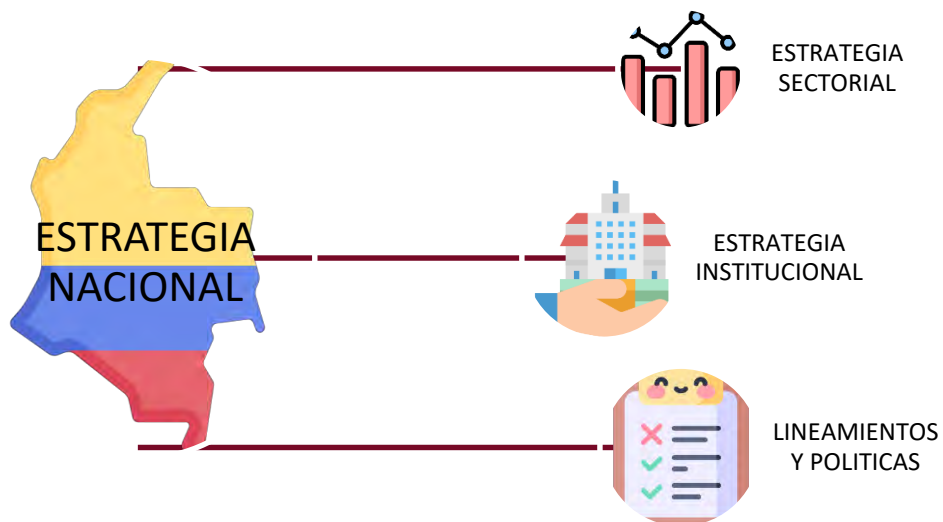 ESTRATEGIA
SECTORIAL
ESTRATEGIA
NACIONAL
ESTRATEGIA
INSTITUCIONAL
LINEAMIENTOS
Y POLITICAS